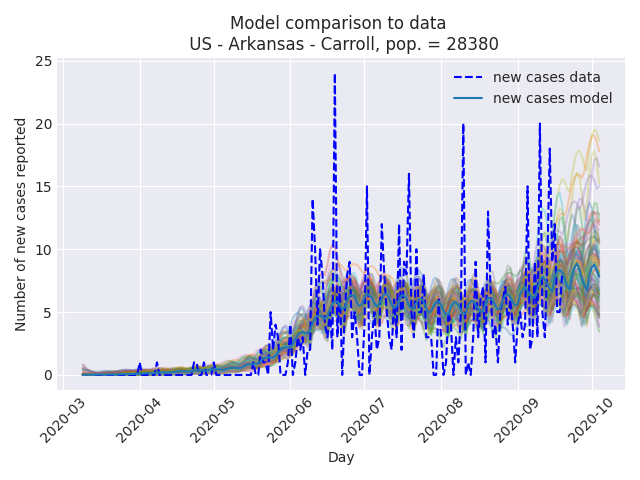 Model comparison to data
US - Arkansas - Carroll, pop. = 28380
Number of new cases reported
25
20
15
10
5
0
new cases data
new cases model
2020-03
2020-04
2020-05
2020-06
2020-07
2020-08
2020-09
2020-10
Day